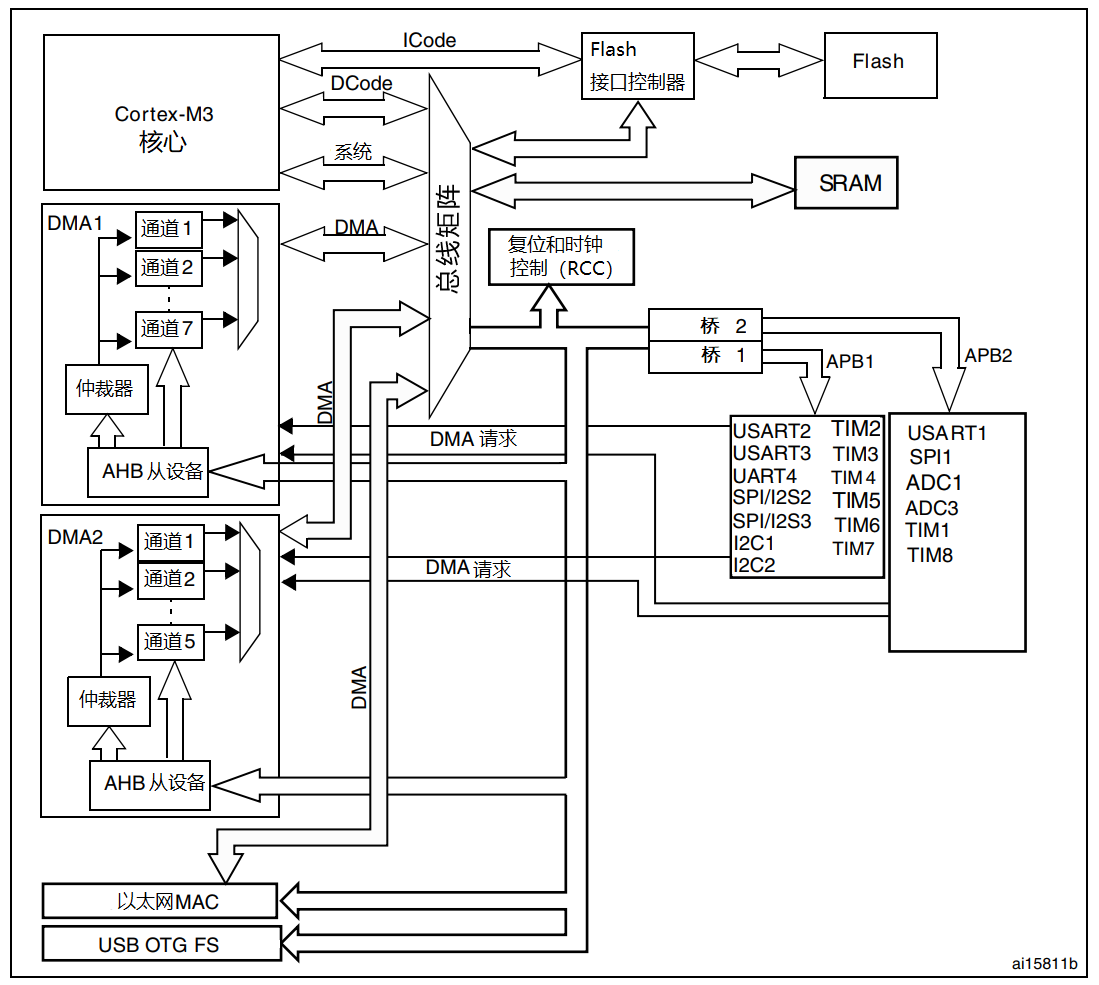 ICode
Flash
接口控制器
Flash
DCode
Cortex-M3
核心
系统
SRAM
总线矩阵
DMA1
通道1
通道2
通道7
仲裁器
AHB 从设备
DMA
复位和时钟
控制（RCC）
桥 2
桥 1
APB1
APB2
DMA
DMA 请求
USART2
USART3
UART4
SPI/I2S2
SPI/I2S3
I2C1
I2C2
TIM2
TIM3
TIM4
TIM5
TIM6
TIM7
USART1
SPI1
ADC1
ADC3
TIM1
TIM8
DMA2
通道1
通道2
通道5
仲裁器
AHB 从设备
DMA 请求
DMA
以太网MAC
USB OTG FS
ai15811b